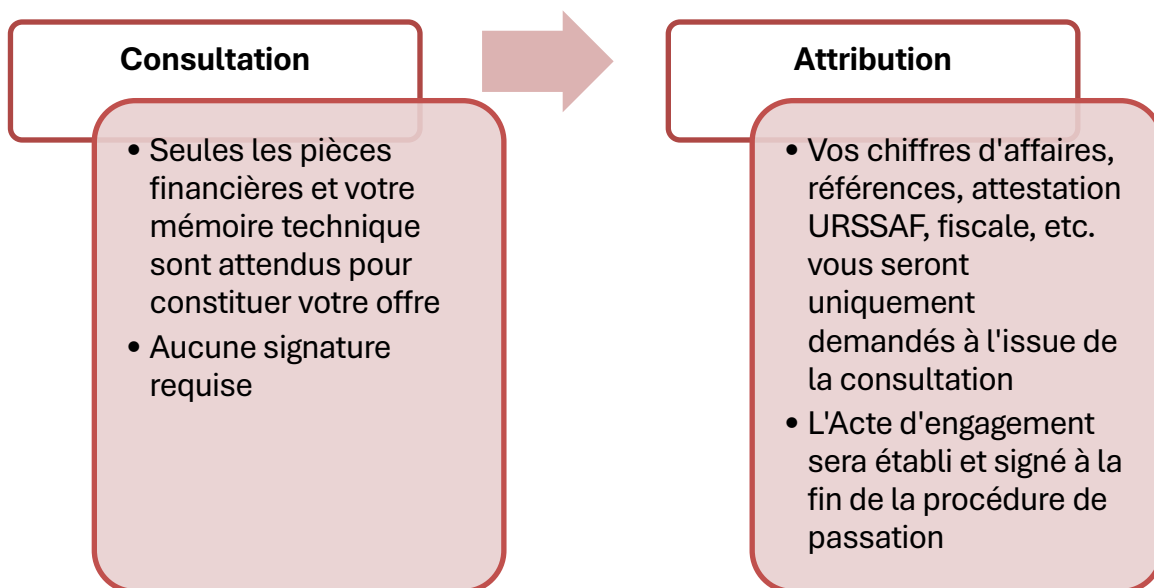 Consultation
• Seules les pièces
financières et votre
mémoire technique
sont attendus pour
constituer votre offre
• Aucune signature
requise
Attribution
• Vos chiffres d'affaires,
références, attestation
URSSAF, fiscale, etc.
vous seront
uniquement
demandés à l'issue de
la consultation
• L'Acte d'engagement
sera établi et signé à la
fin de la procédure de
passation